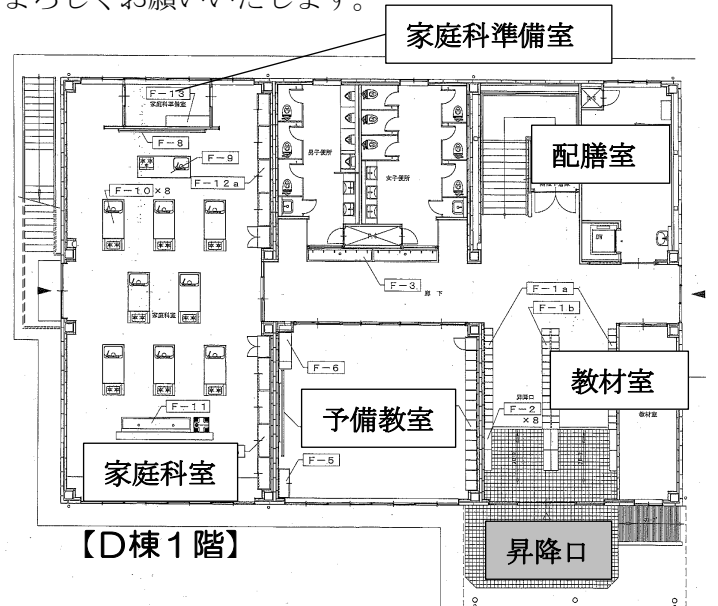 よろしくお願いいたします。
家庭科準備室
F-13
家庭科準備室
F-8
F-9
F-12a
F-10×8
男子便所
女子便所
PS
PS
配膳室
DW
F-3
廊下
F-1a
F-1b
家庭科室
F-6
教材室
予備教室
昇降口
F-2
×8
教材室
F-11
家庭科室
F-5
【D棟1階】
昇降口